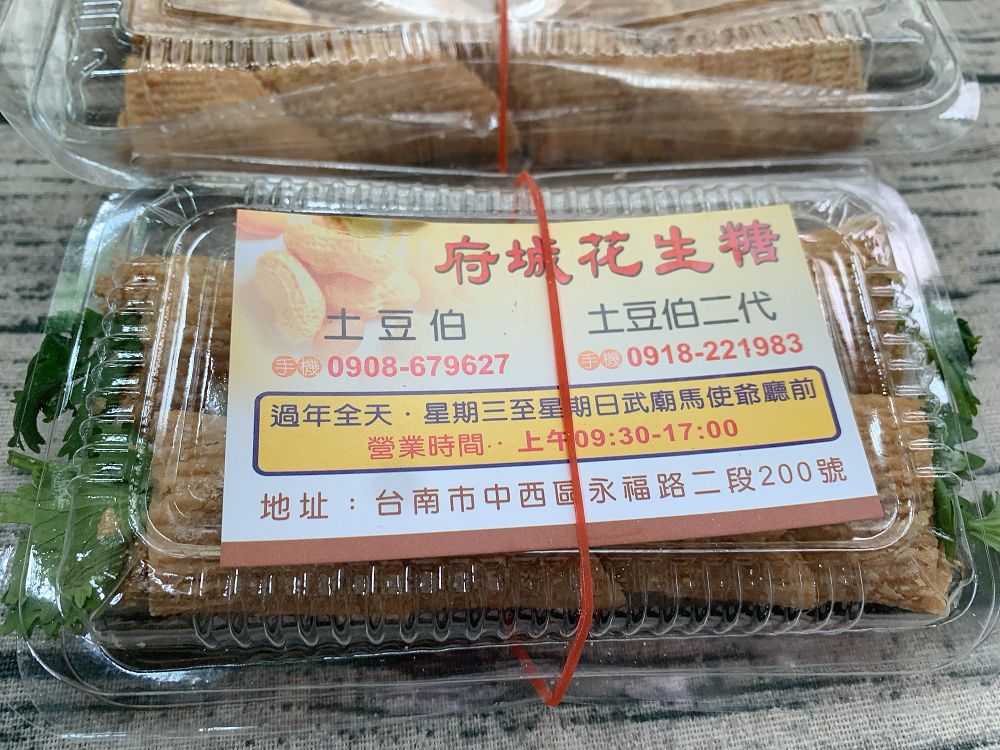 府城花生糖
土豆伯 土豆伯二代
手機 0908-679627 手機 0918-221983
過年全天·星期三至星期日武廟馬使爺廳前
營業時間·· 上午09:30-17:00
地址：台南市中西區永福路二段200號